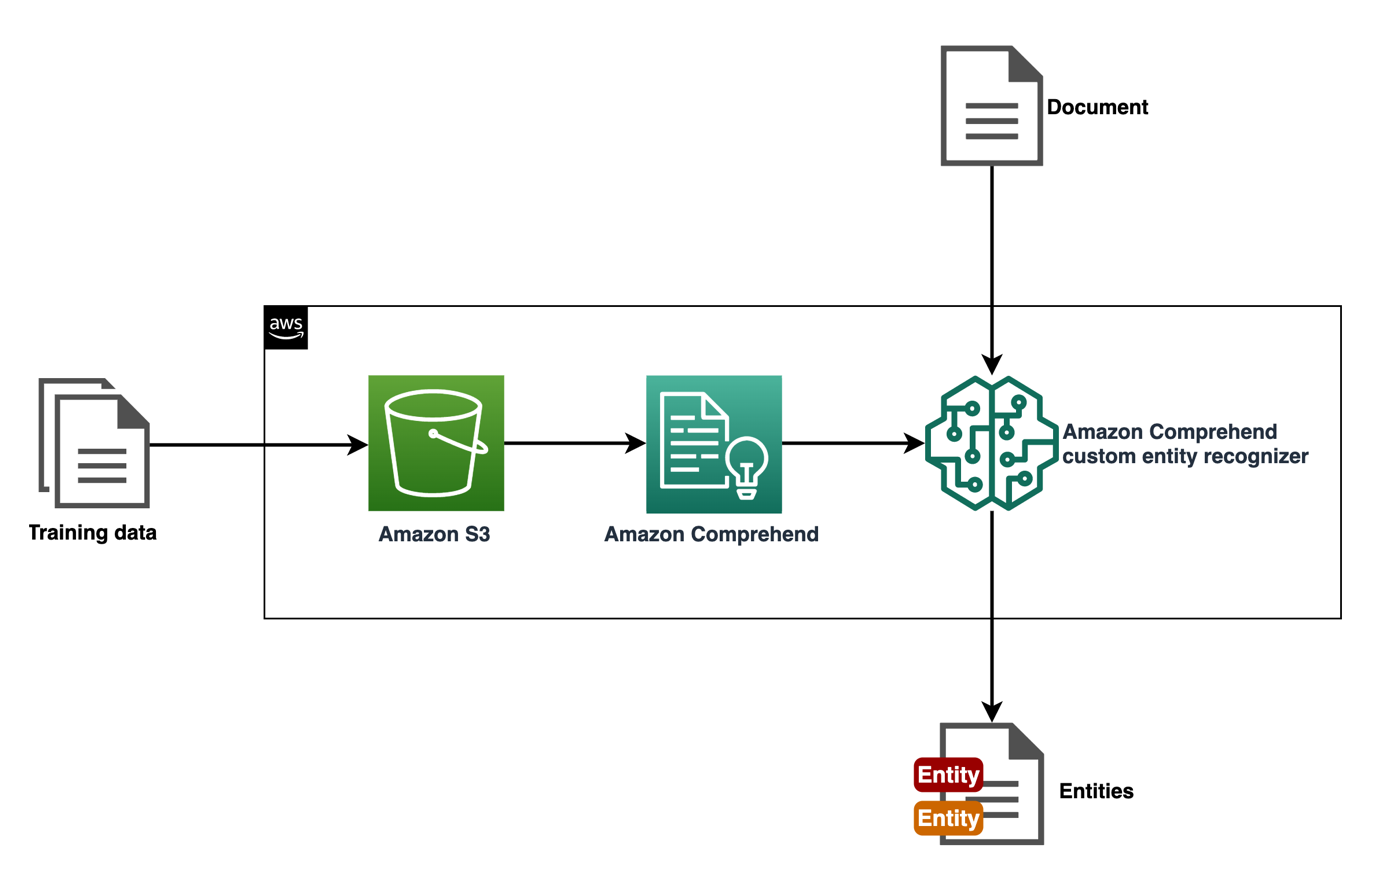 Document
aws
Amazon Comprehend
custom entity recognizer
Training data
Amazon S3
Amazon Comprehend
Entity
Entity
Entities